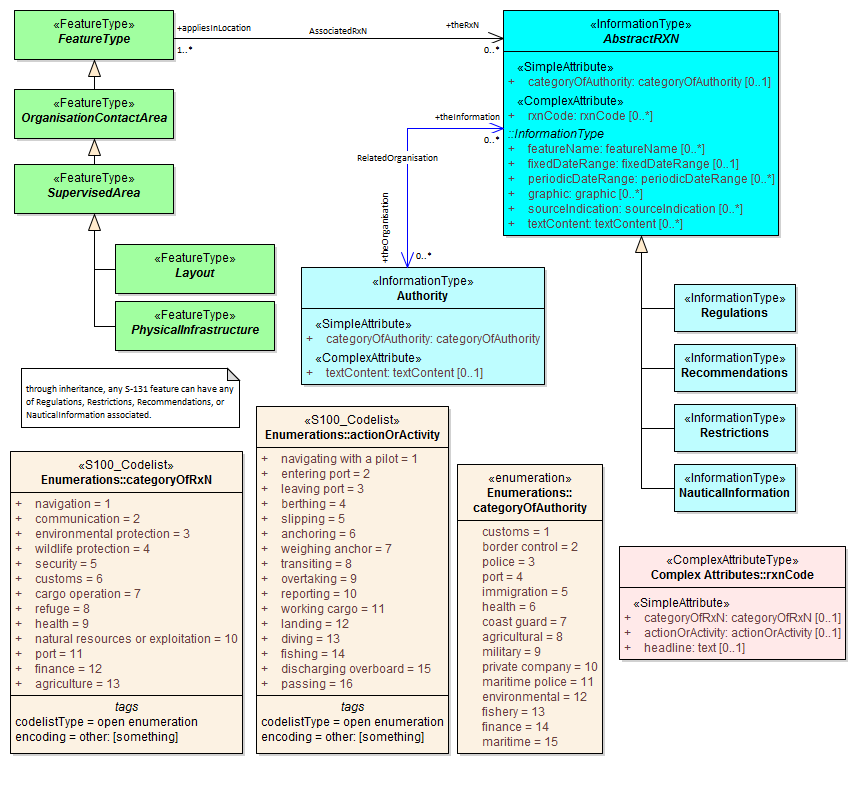 «FeatureType»
FeatureType
+appliesInLocation
1..*
AssociatedRxN
+theRxN
0..*
«InformationType»
AbstractRXN
«SimpleAttribute»
+ categoryOfAuthority: categoryOfAuthority [0..1]
«ComplexAttribute»
+ rxnCode: rxnCode [0..*]
::InformationType
+ featureName: featureName [0..*]
+ fixedDateRange: fixedDateRange [0..1]
+ periodicDateRange: periodicDateRange [0..*]
+ graphic: graphic [0..*]
+ sourceIndication: sourceIndication [0..*]
+ textContent: textContent [0..*]
«FeatureType»
OrganisationContactArea
«FeatureType»
SupervisedArea
«FeatureType»
Layout
«FeatureType»
PhysicalInfrastructure
+theInformation
0..*
RelatedOrganisation
+theOrganisation
0..*
«InformationType»
Authority
«SimpleAttribute»
+ categoryOfAuthority: categoryOfAuthority
«ComplexAttribute»
+ textContent: textContent [0..1]
«InformationType»
Regulations
«InformationType»
Recommendations
«InformationType»
Restrictions
«InformationType»
NauticalInformation
through inheritance, any S-131 feature can have any
of Regulations, Restrictions, Recommendations, or
NauticalInformation associated.
«S100_Codelist»
Enumerations::categoryOfRxN
+ navigation = 1
+ communication = 2
+ environmental protection = 3
+ wildlife protection = 4
+ security = 5
+ customs = 6
+ cargo operation = 7
+ refuge = 8
+ health = 9
+ natural resources or exploitation = 10
+ port = 11
+ finance = 12
+ agriculture = 13
tags
codelistType = open enumeration
encoding = other: [something]
«S100_Codelist»
Enumerations::actionOrActivity
+ navigating with a pilot = 1
+ entering port = 2
+ leaving port = 3
+ berthing = 4
+ slipping = 5
+ anchoring = 6
+ weighing anchor = 7
+ transiting = 8
+ overtaking = 9
+ reporting = 10
+ working cargo = 11
+ landing = 12
+ diving = 13
+ fishing = 14
+ discharging overboard = 15
+ passing = 16
tags
codelistType = open enumeration
encoding = other: [something]
«enumeration»
Enumerations::
categoryOfAuthority
customs = 1
border control = 2
police = 3
port = 4
immigration = 5
health = 6
coast guard = 7
agricultural = 8
military = 9
private company = 10
maritime police = 11
environmental = 12
fishery = 13
finance = 14
maritime = 15
«ComplexAttributeType»
Complex Attributes::rxnCode
«SimpleAttribute»
+ categoryOfRxN: categoryOfRxN [0..1]
+ actionOrActivity: actionOrActivity [0..1]
+ headline: text [0..1]